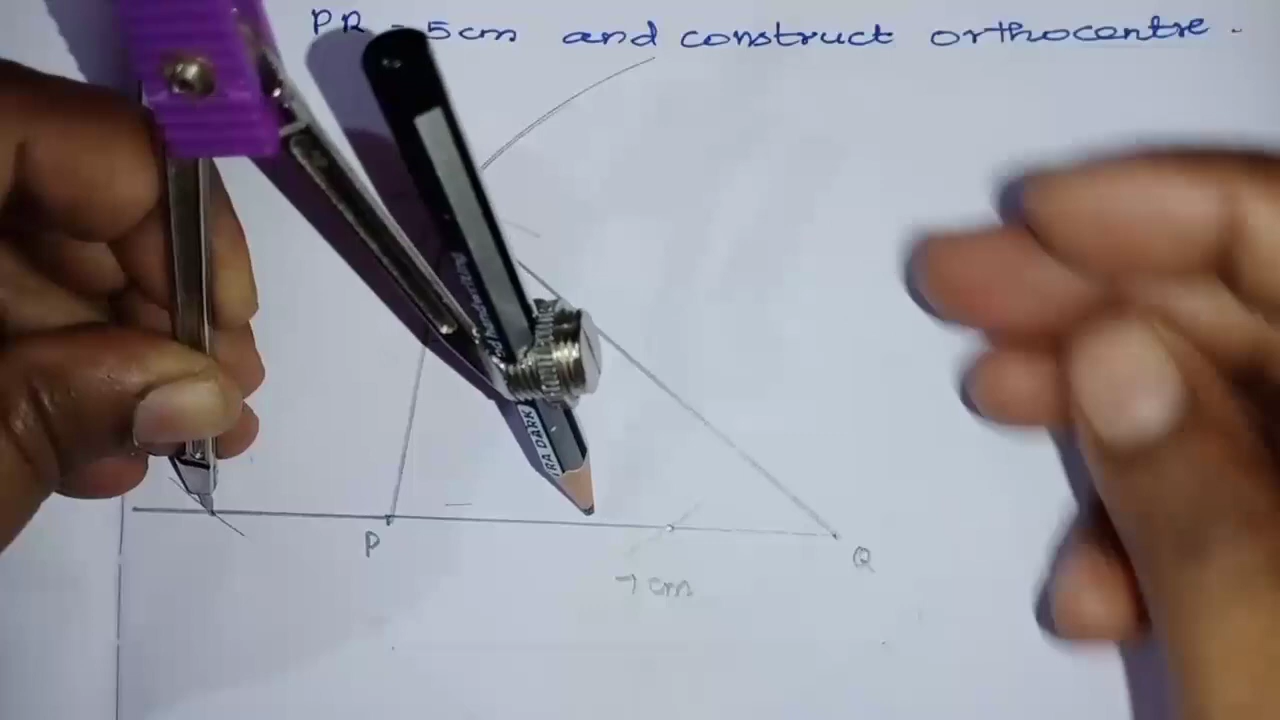 PR = 5cm and construct orthocentre.
P
Q
7 cm